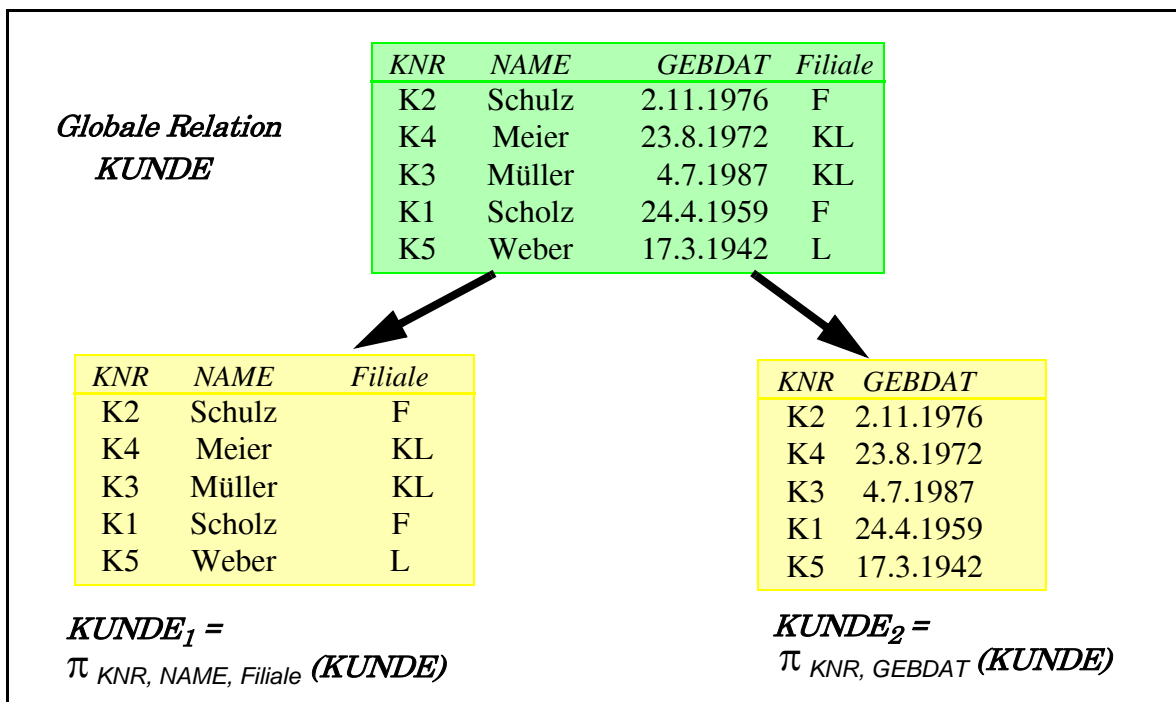 KNR NAME GEBDAT Filiale
K2 Schulz 2.11.1976 F
K4 Meier 23.8.1972 KL
K3 Müller 4.7.1987 KL
K1 Scholz 24.4.1959 F
K5 Weber 17.3.1942 L
Globale Relation
KUNDE
KNR NAME Filiale
K2 Schulz F
K4 Meier KL
K3 Müller KL
K1 Scholz F
K5 Weber L
KUNDE1 =
π KNR, NAME, Filiale (KUNDE)
KNR GEBDAT
K2 2.11.1976
K4 23.8.1972
K3 4.7.1987
K1 24.4.1959
K5 17.3.1942
KUNDE2 =
π KNR, GEBDAT (KUNDE)